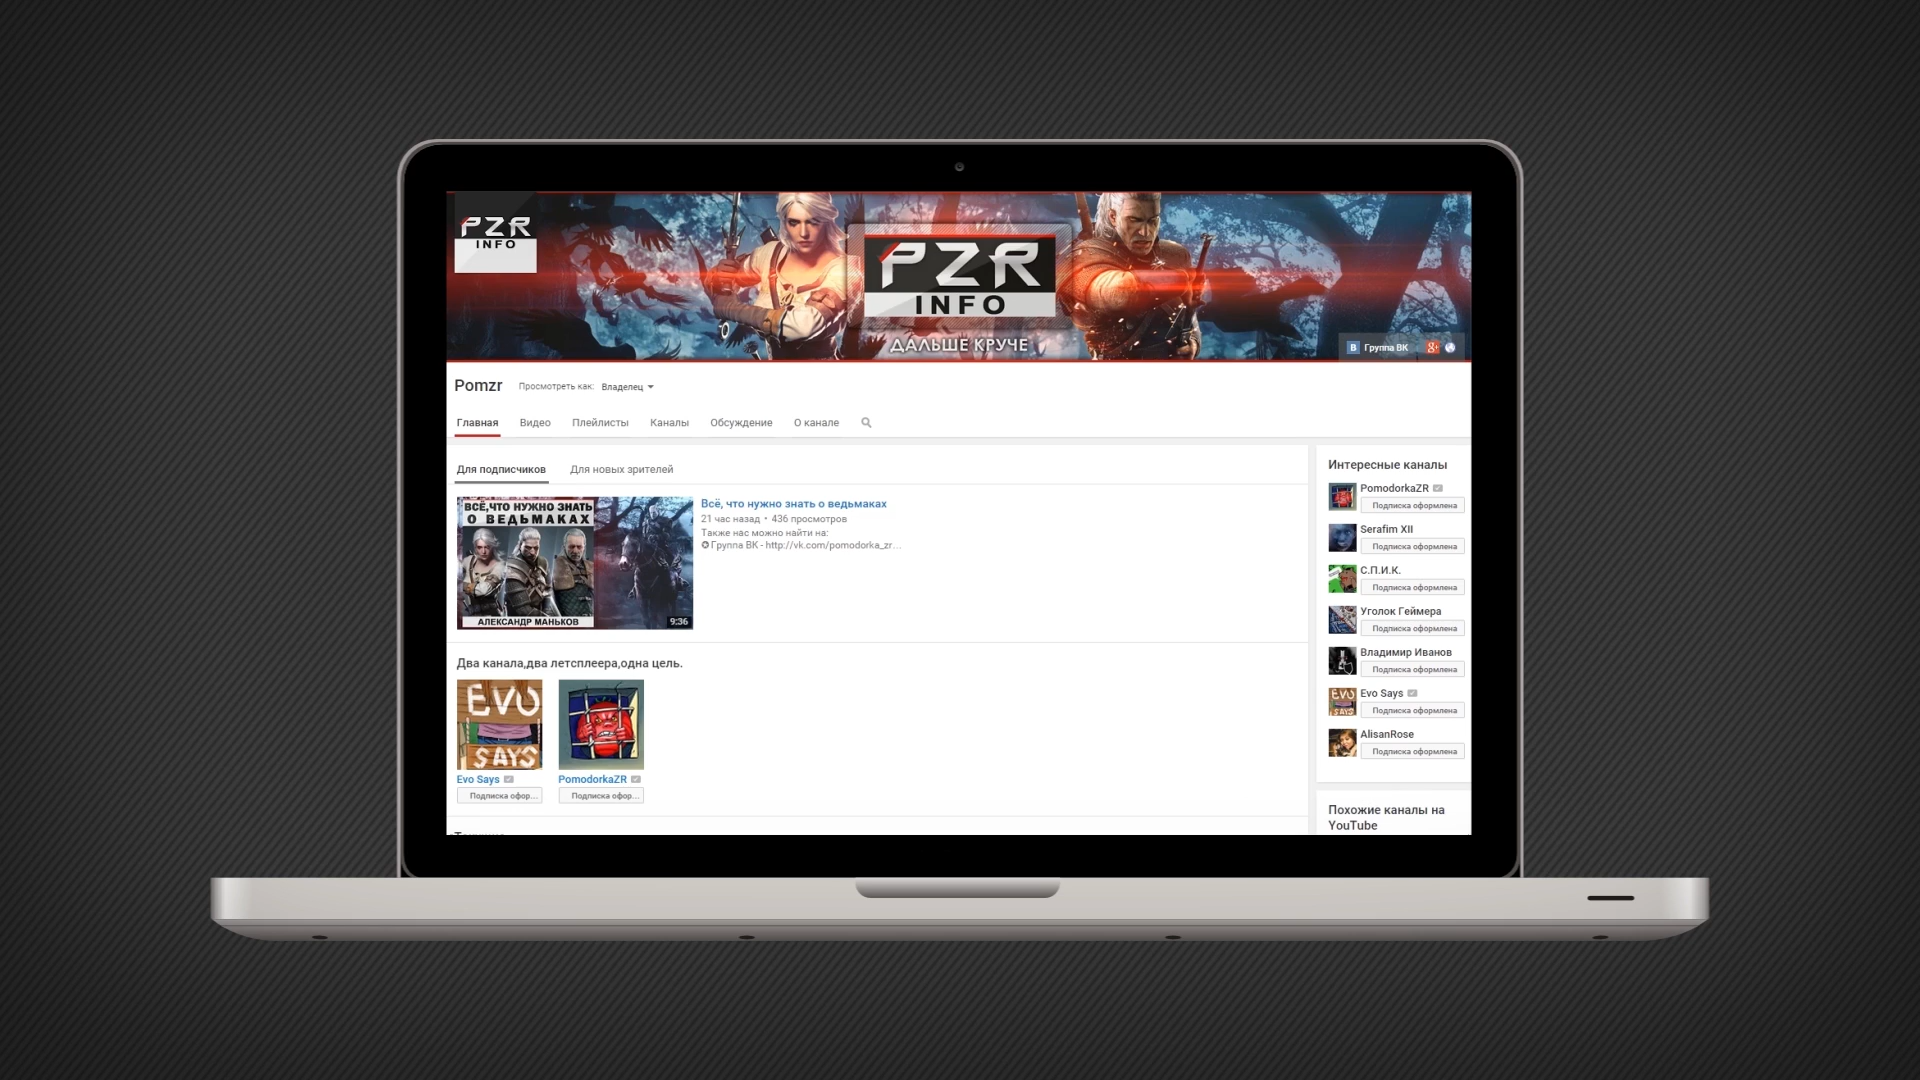 PZR
INFO
PZR
INFO
ДАЛЬШЕ КРУЧЕ
В Группа ВК g+
Pomzr Просмотреть как: Владелец
Главная Видео Плейлисты Каналы Обсуждение О канале
Для подписчиков Для новых зрителей
ВСЁ,ЧТО НУЖНО ЗНАТЬ
О ВЕДЬМАКАХ
АЛЕКСАНДР МАНЬКОВ
9:36
Всё, что нужно знать о ведьмаках
21 час назад • 436 просмотров
Также нас можно найти на:
✪ Группа ВК - http://vk.com/pomodorka_zr...
Два канала,два летсплеера,одна цель.
EVO
SAYS
Evo Says
Подписка офор...
PomodorkaZR
Подписка офор...
Интересные каналы
PomodorkaZR
Подписка оформлена
Serafim XII
Подписка оформлена
С.П.И.К.
Подписка оформлена
Уголок Геймера
Подписка оформлена
Владимир Иванов
Подписка оформлена
EVO
SAYS
Evo Says
Подписка оформлена
AlisanRose
Подписка оформлена
Похожие каналы на
YouTube